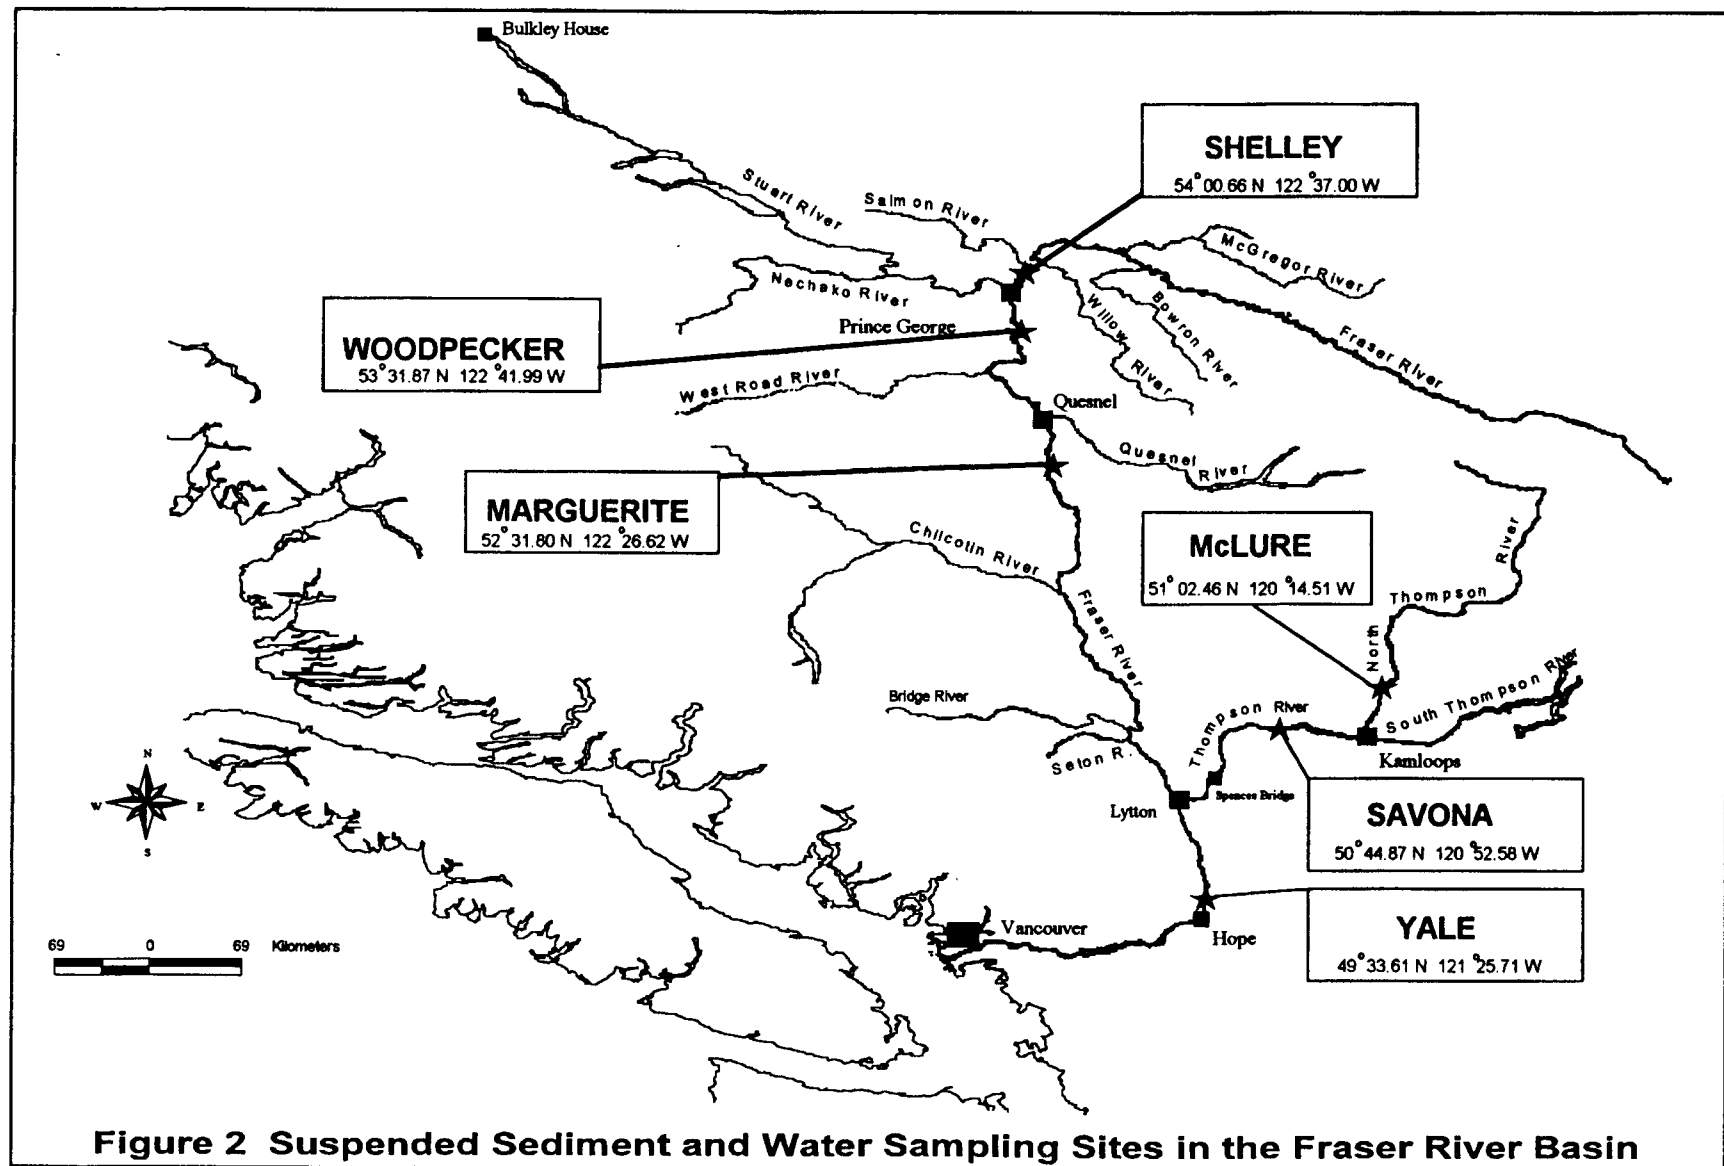 Bulkley House
SHELLEY
54°00.66 N 122°37.00 W
Stuart River
Salmon River
McGregor River
Nechako River
Willow River
Bowron River
Fraser River
Prince George
WOODPECKER
53°31.87 N 122°41.99 W
West Road River
Quesnel
Quesnel River
MARGUERITE
52°31.80 N 122°26.62 W
Chilcotin River
McLURE
51°02.46 N 120°14.51 W
North Thompson River
Fraser River
Bridge River
Seton R.
Thompson River
South Thompson River
Kamloops
Spences Bridge
Lytton
SAVONA
50°44.87 N 120°52.58 W
N
W
E
S
YALE
49°33.61 N 121°25.71 W
Vancouver
Hope
69 0 69 Kilometers
Figure 2 Suspended Sediment and Water Sampling Sites in the Fraser River Basin